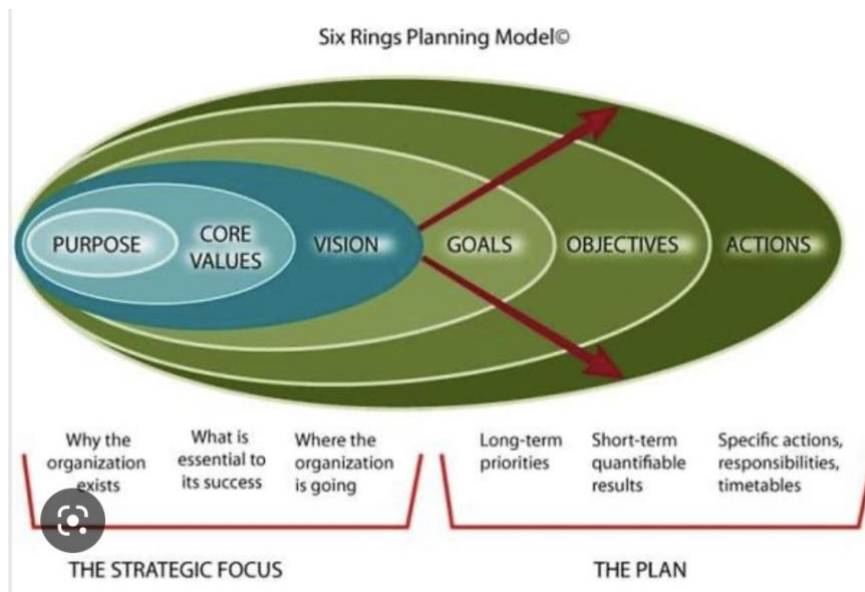 Six Rings Planning Model©
PURPOSE
CORE
VALUES
VISION
GOALS
OBJECTIVES
ACTIONS
Why the
organization
exists
What is
essential to
its success
Where the
organization
is going
Long-term
priorities
Short-term
quantifiable
results
Specific actions,
responsibilities,
timetables
THE STRATEGIC FOCUS
THE PLAN